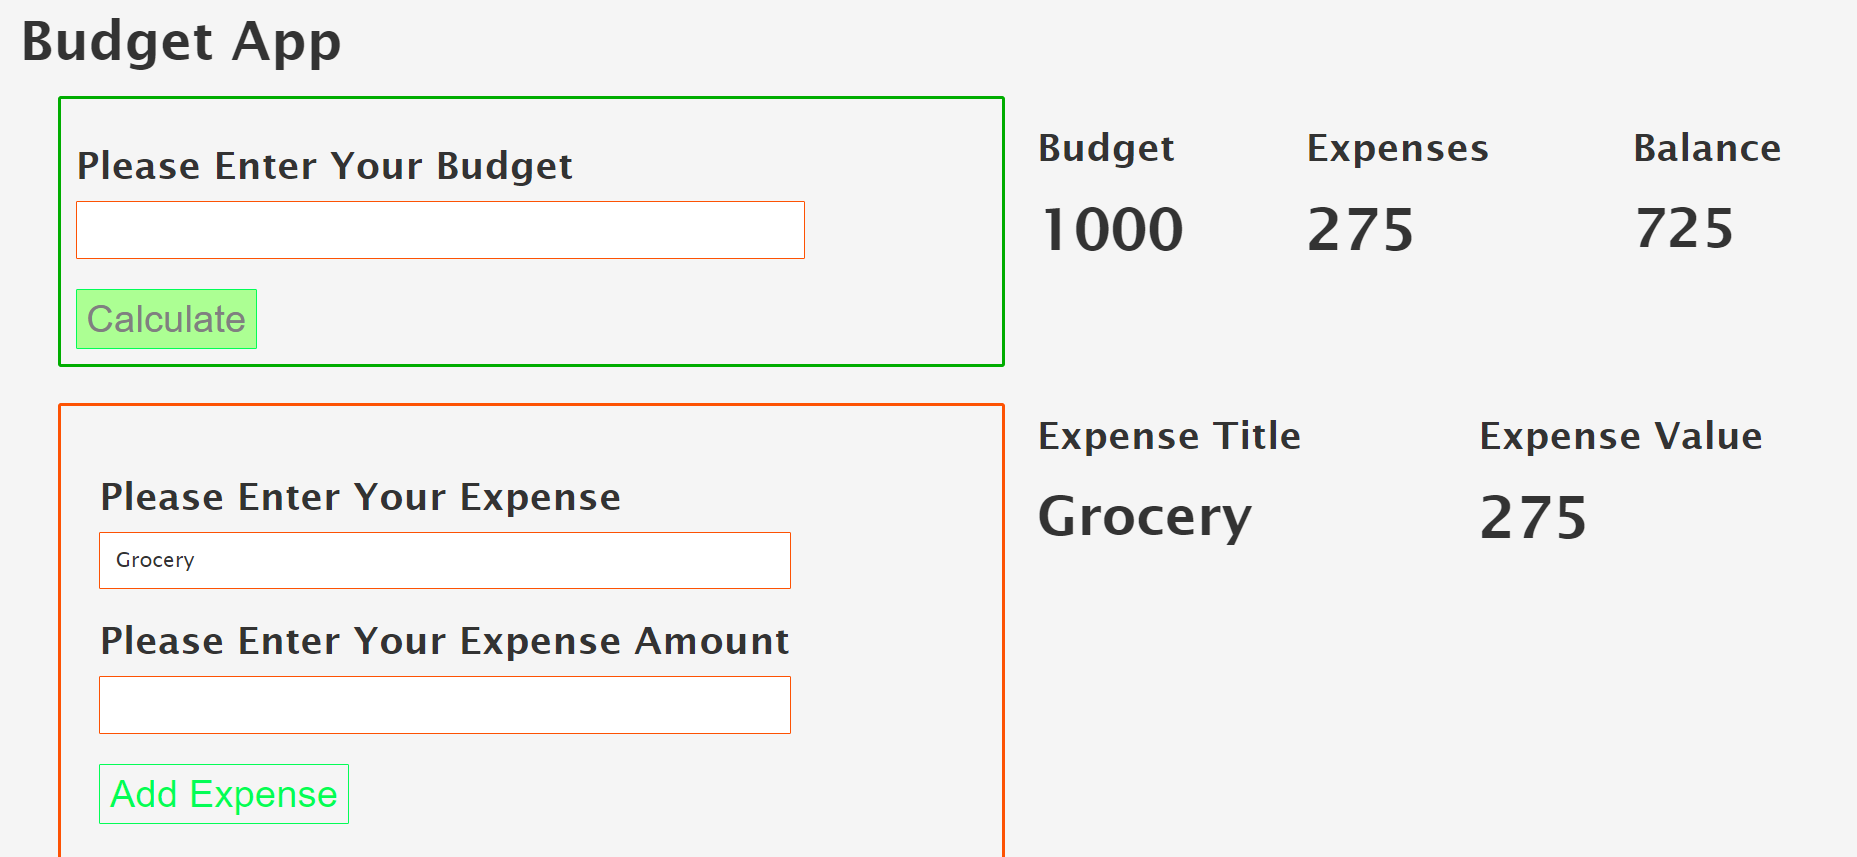 Budget App
Please Enter Your Budget
Calculate
Budget Expenses Balance
1000 275 725
Please Enter Your Expense
Grocery
Please Enter Your Expense Amount
Add Expense
Expense Title Expense Value
Grocery 275